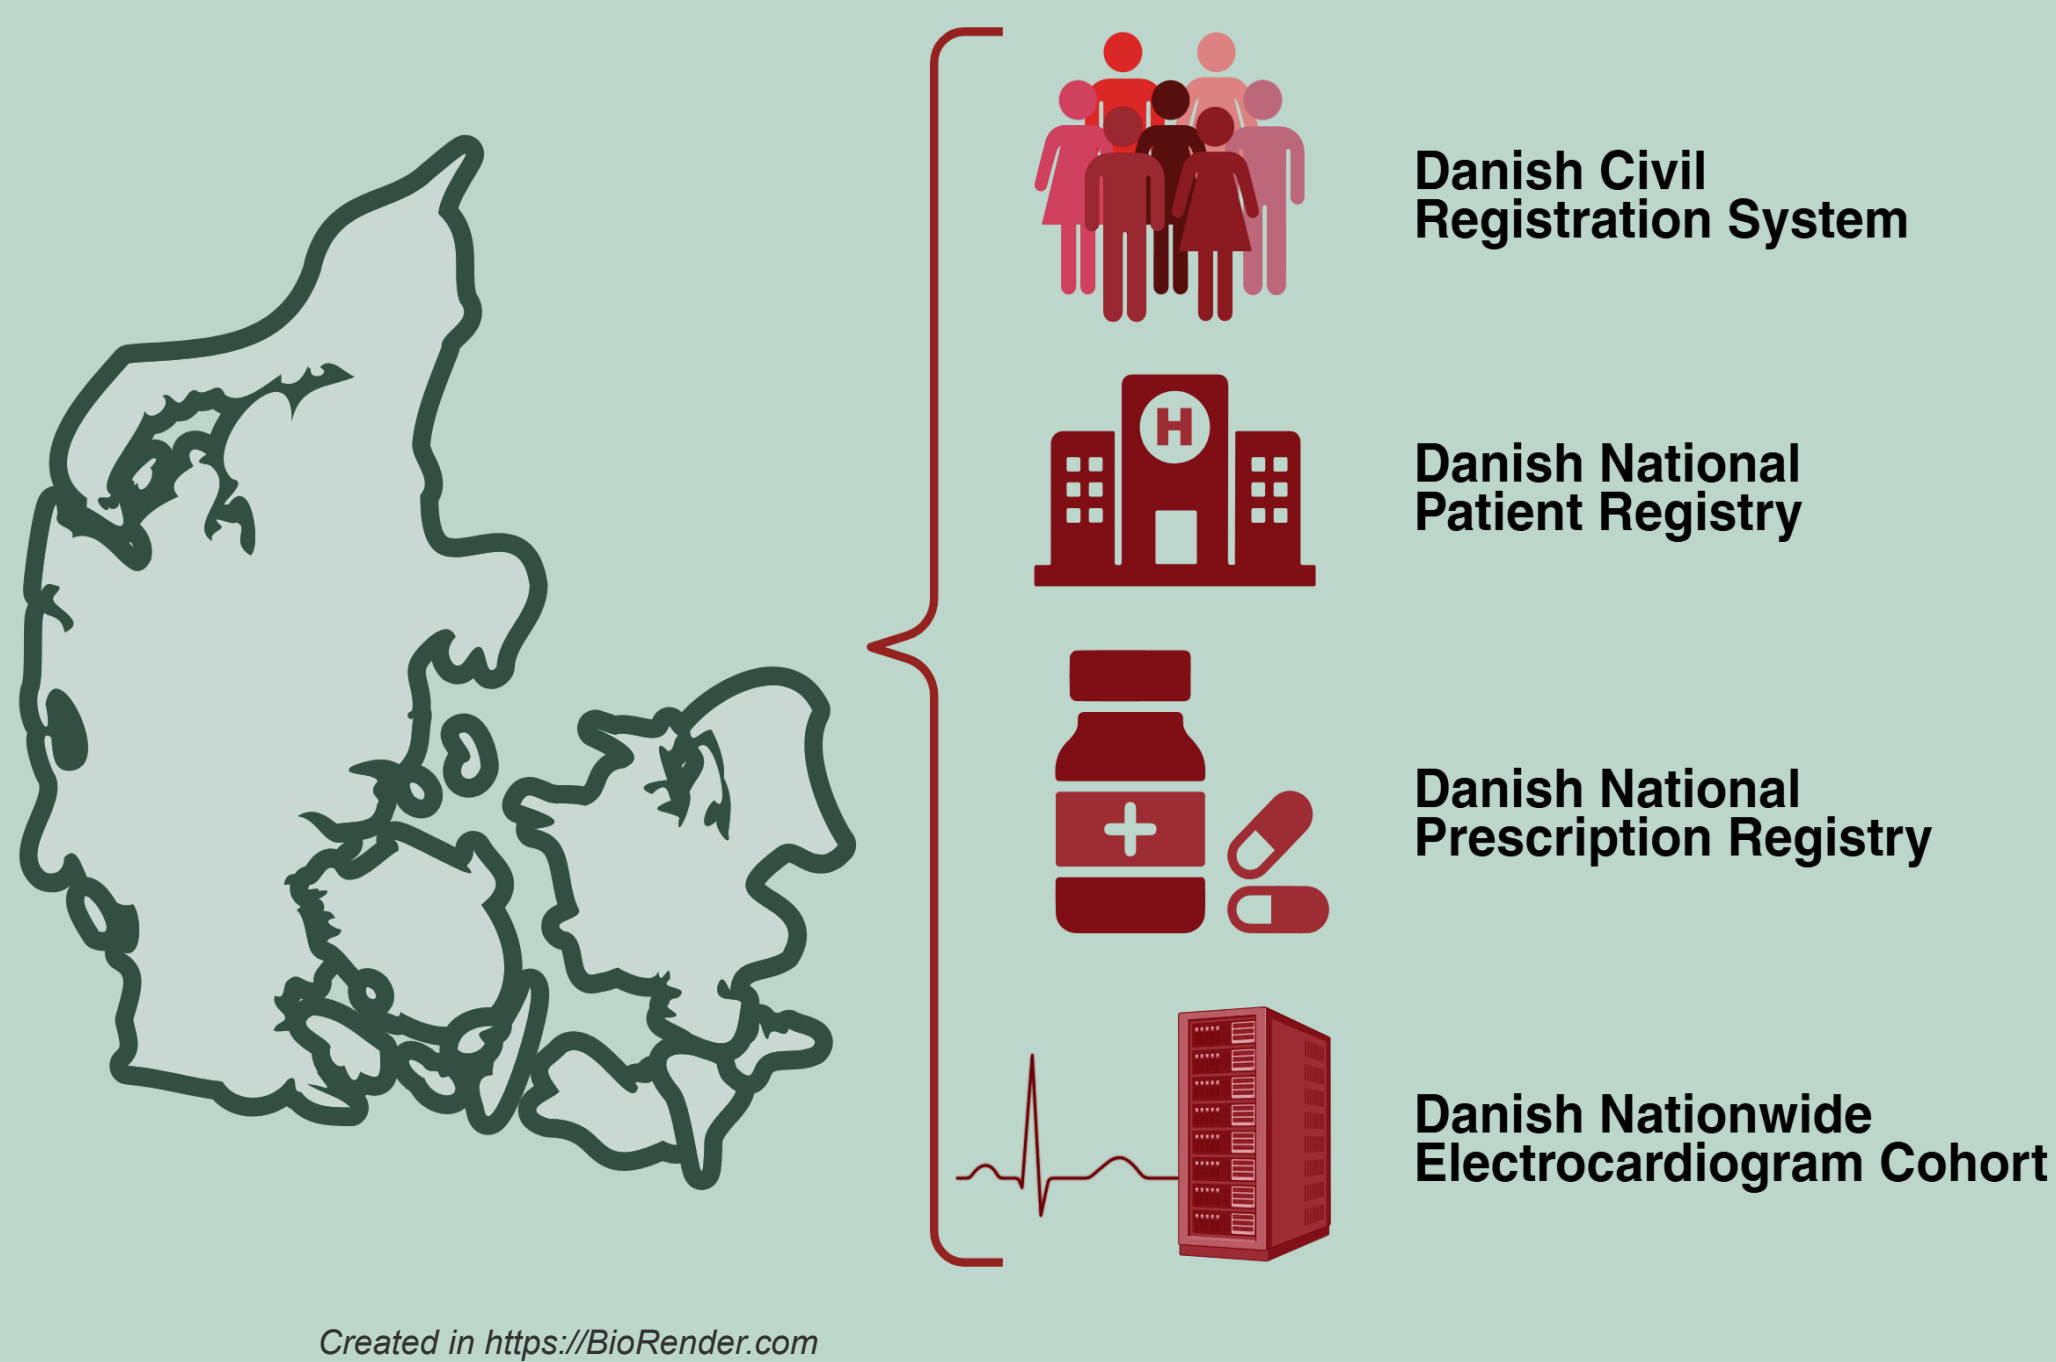 Danish Civil
Registration System
H
Danish National
Patient Registry
Danish National
Prescription Registry
Danish Nationwide
Electrocardiogram Cohort
Created in https://BioRender.com